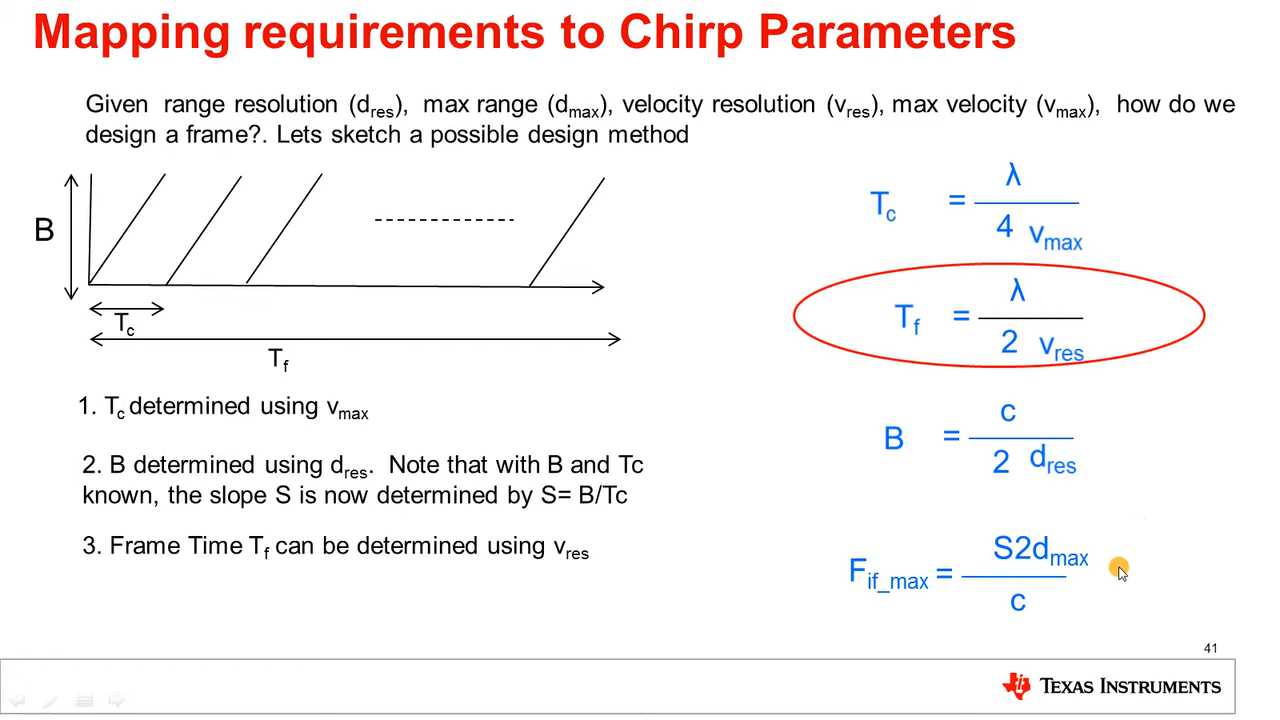 Mapping requirements to Chirp Parameters
Given range resolution (dres), max range (dmax), velocity resolution (vres), max velocity (vmax), how do we
design a frame?. Lets sketch a possible design method
B
Tc
Tf
1. Tc determined using vmax
2. B determined using dres. Note that with B and Tc
known, the slope S is now determined by S= B/Tc
3. Frame Time Tf can be determined using vres
Tc = λ / 4 vmax
Tf = λ / 2 vres
B = c / 2 dres
Fif_max = S2dmax / c
41
TEXAS INSTRUMENTS